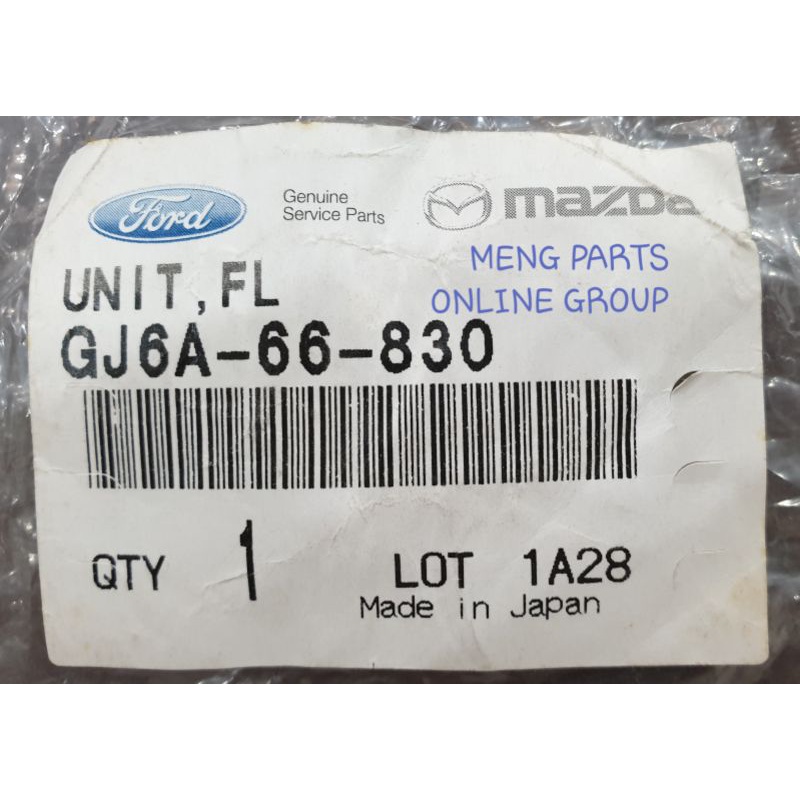 Ford
Genuine
Service Parts
mazda
MENG PARTS
ONLINE GROUP
UNIT, FL
GJ6A-66-830
QTY 1 LOT 1A28
Made in Japan